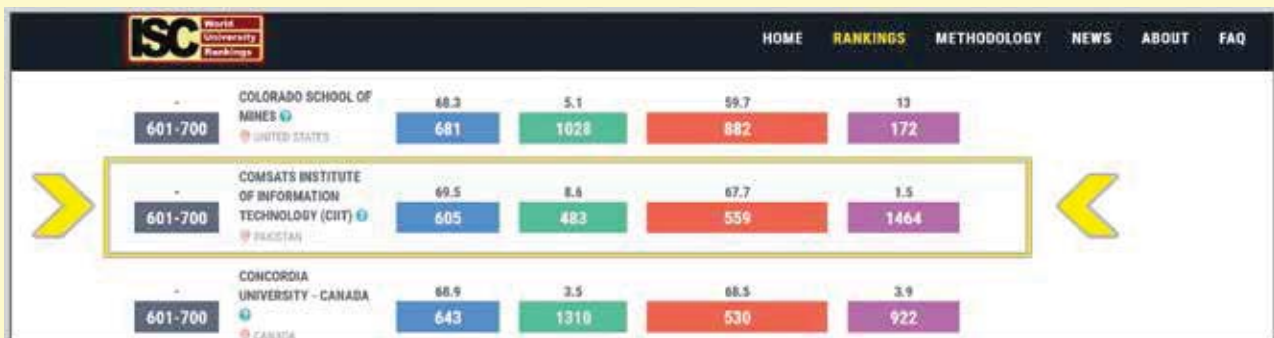 ISC World
University
Rankings
HOME RANKINGS METHODOLOGY NEWS ABOUT FAQ
- COLORADO SCHOOL OF 68.3 5.1 59.7 13
601-700 MINES 681 1028 882 172
UNITED STATES
COMSATS INSTITUTE
- OF INFORMATION 69.5 8.6 67.7 1.5
601-700 TECHNOLOGY (CIIT) 605 483 559 1464
PAKISTAN
CONCORDIA
- UNIVERSITY - CANADA 68.9 3.5 68.5 3.9
601-700 643 1310 530 922
CANADA